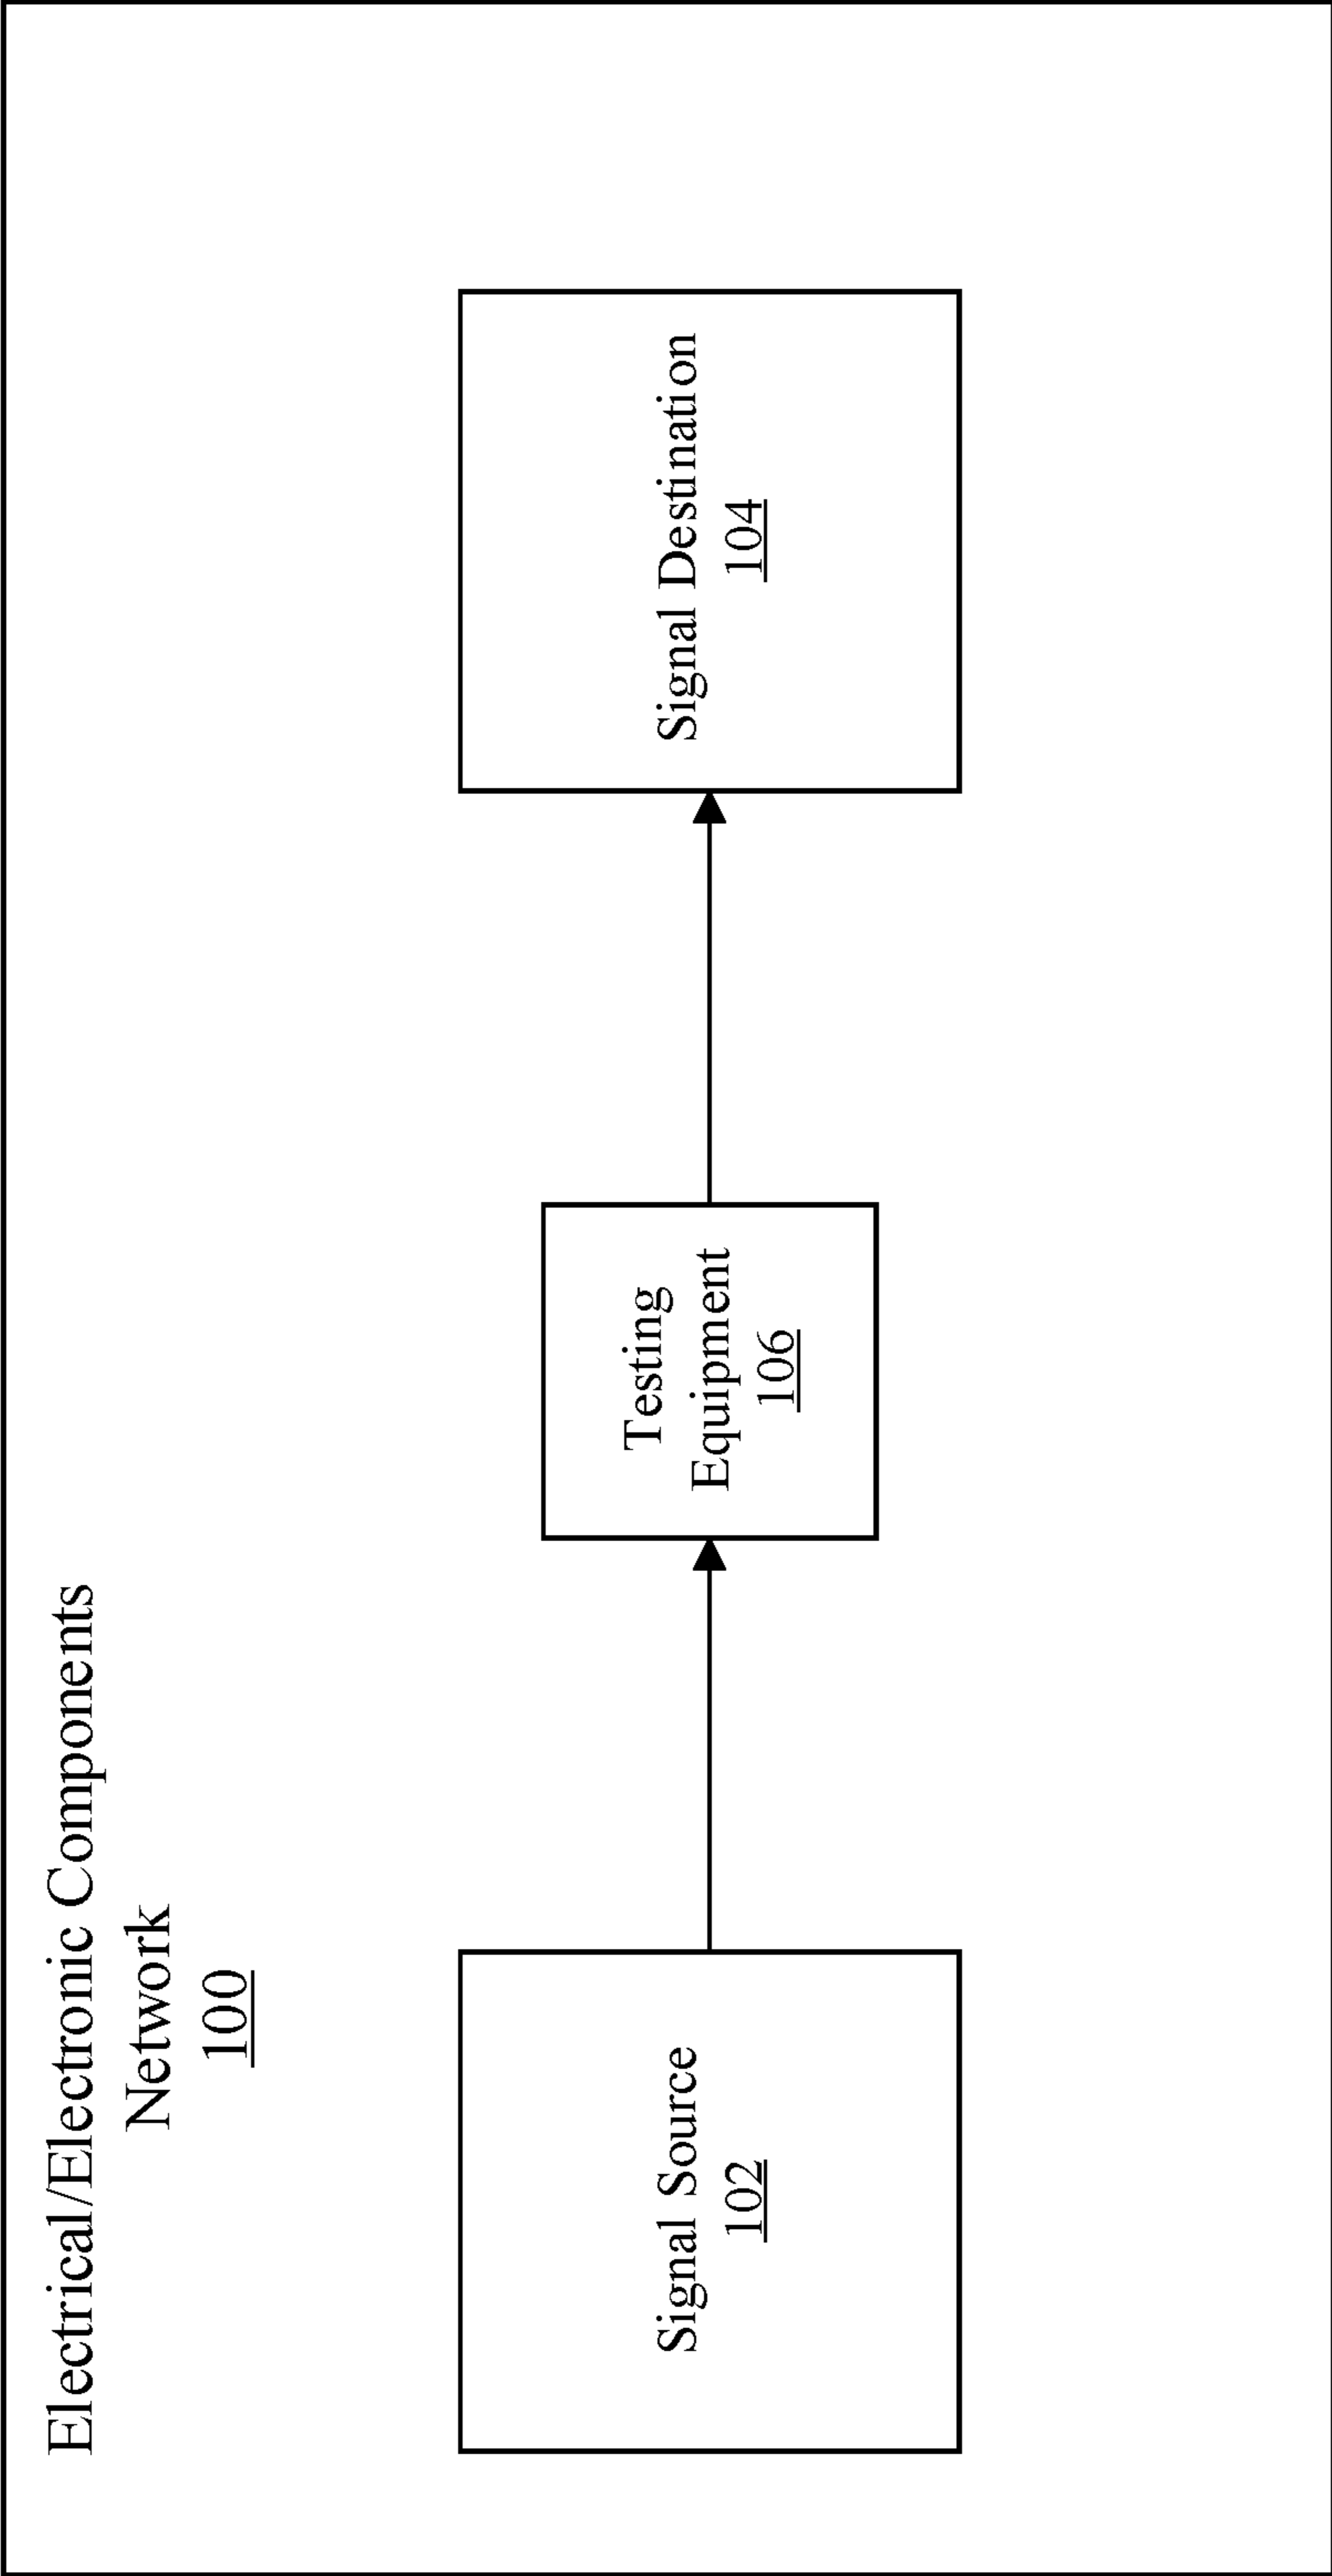 Electrical/Electronic Components
Network
100
Signal Source
102
Testing
Equipment
106
Signal Destination
104